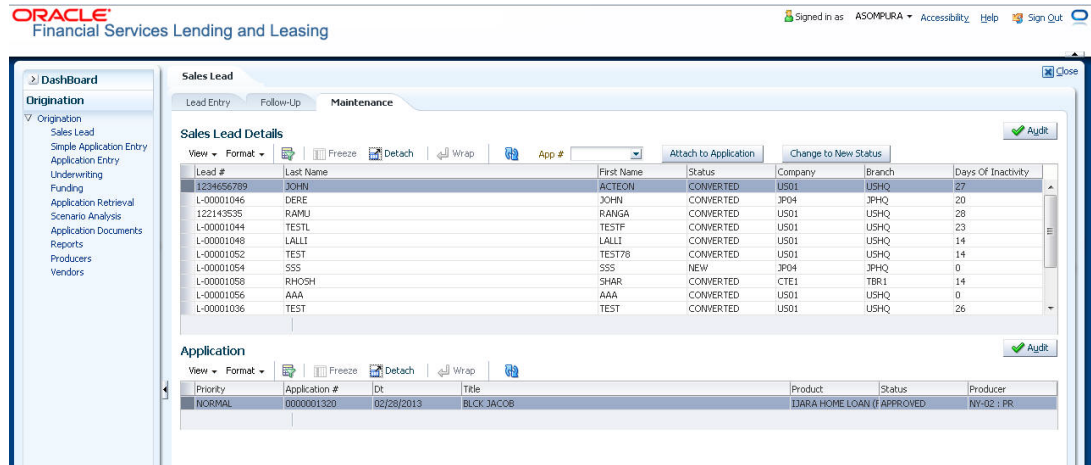 ORACLE
Financial Services Lending and Leasing
Signed in as ASOMPURA Accessibility Help Sign Out
Close
DashBoard
Origination
Origination
Sales Lead
Simple Application Entry
Application Entry
Underwriting
Funding
Application Retrieval
Scenario Analysis
Application Documents
Reports
Producers
Vendors
Sales Lead
Lead Entry Follow-Up Maintenance
Sales Lead Details
Audit
View Format Freeze Detach Wrap App # Attach to Application Change to New Status
Lead # Last Name First Name Status Company Branch Days Of Inactivity
1234656789 JOHN ACTEON CONVERTED US01 USHQ 27
L-00001046 DERE JOHN CONVERTED JP04 JPHQ 20
122143535 RAMU RANGA CONVERTED US01 USHQ 28
L-00001044 TESTL TESTF CONVERTED US01 USHQ 23
L-00001048 LALLI LALLI CONVERTED US01 USHQ 14
L-00001052 TEST TEST78 CONVERTED US01 USHQ 14
L-00001054 SSS SSS NEW JP04 JPHQ 0
L-00001058 RHOSH SHAR CONVERTED CTE1 TBR1 14
L-00001056 AAA AAA CONVERTED US01 USHQ 0
L-00001036 TEST TEST CONVERTED US01 USHQ 26
Application
Audit
View Format Freeze Detach Wrap
Priority Application # Dt Title Product Status Producer
NORMAL 0000001320 02/28/2013 BLCK JACOB IJARA HOME LOAN (F APPROVED NY-02 : PR